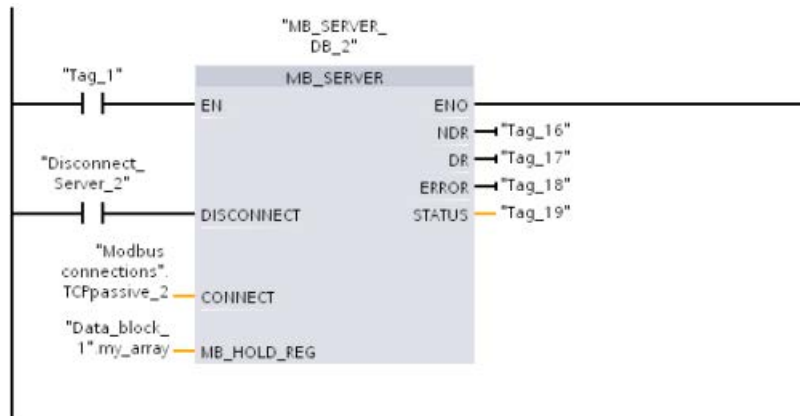 "MB_SERVER_
DB_2"
"Tag_1"
MB_SERVER
EN
ENO
NDR
"Tag_16"
DR
"Tag_17"
"Disconnect_
Server_2"
ERROR
"Tag_18"
DISCONNECT
STATUS
"Tag_19"
"Modbus
connections".
TCPpassive_2
CONNECT
"Data_block_
1".my_array
MB_HOLD_REG